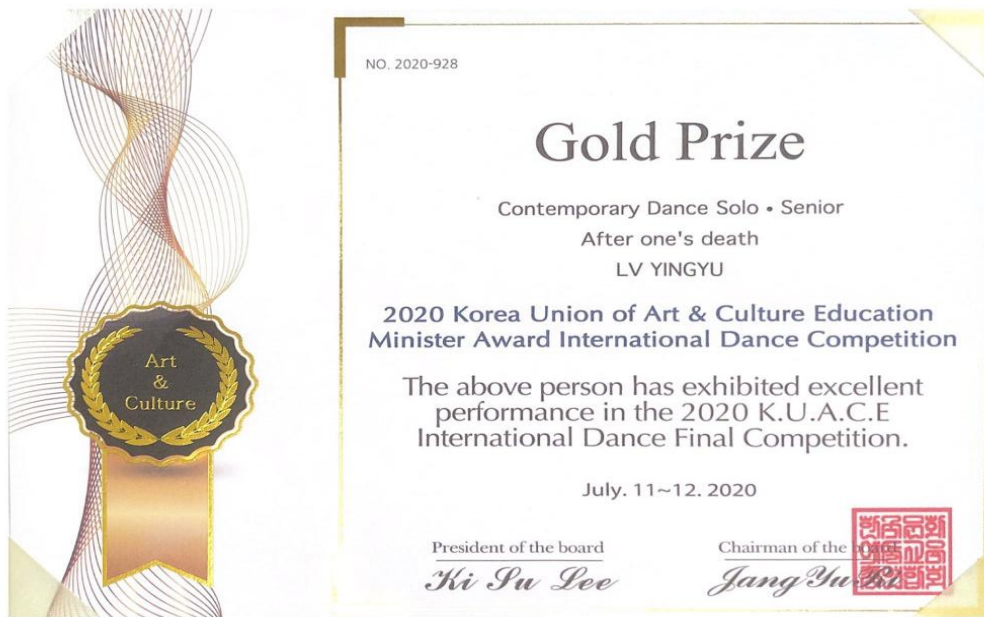 NO. 2020-928
Gold Prize
Contemporary Dance Solo • Senior
After one's death
LV YINGYU
2020 Korea Union of Art & Culture Education
Minister Award International Dance Competition
The above person has exhibited excellent
performance in the 2020 K.U.A.C.E
International Dance Final Competition.
July. 11~12. 2020
President of the board
Ki Su Lee
Chairman of the board
Jang Yu
Art
&
Culture